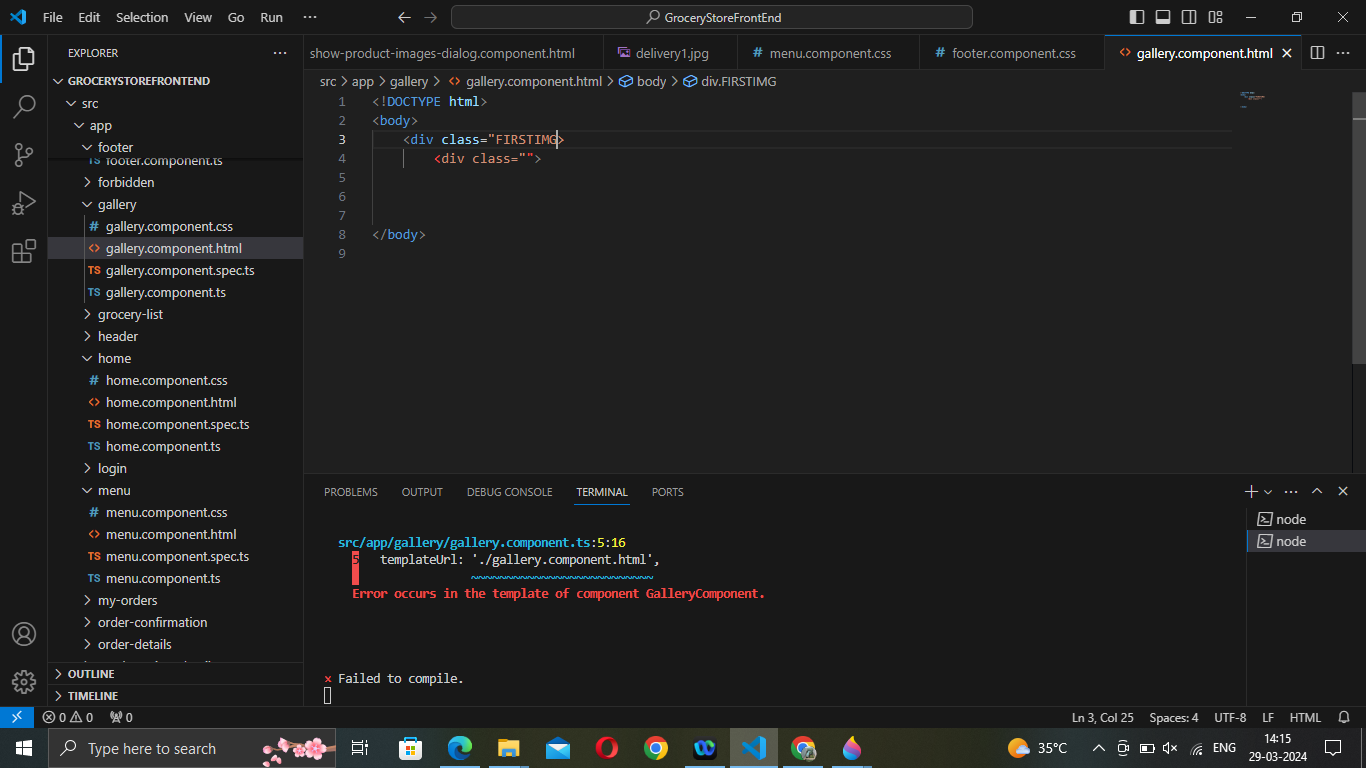 File Edit Selection View Go Run ··· GroceryStoreFrontEnd
EXPLORER ···
show-product-images-dialog.component.html delivery1.jpg # menu.component.css # footer.component.css <> gallery.component.html
src > app > gallery > <> gallery.component.html > body > div.FIRSTIMG
GROCERYSTOREFRONTEND
src
app
footer
TS footer.component.ts
forbidden
gallery
# gallery.component.css
<> gallery.component.html
TS gallery.component.spec.ts
TS gallery.component.ts
grocery-list
header
home
# home.component.css
<> home.component.html
TS home.component.spec.ts
TS home.component.ts
login
menu
# menu.component.css
<> menu.component.html
TS menu.component.spec.ts
TS menu.component.ts
my-orders
order-confirmation
order-details
OUTLINE
TIMELINE
1 <!DOCTYPE html>
2 <body>
3 <div class="FIRSTIMG>
4 <div class="">
5
6
7
8 </body>
9
PROBLEMS OUTPUT DEBUG CONSOLE TERMINAL PORTS
node
node
src/app/gallery/gallery.component.ts:5:16
5 templateUrl: './gallery.component.html',
~~~~~~~~~~~~~~~~~~~~~~~~~~
Error occurs in the template of component GalleryComponent.
× Failed to compile.
0 0 0 Ln 3, Col 25 Spaces: 4 UTF-8 LF HTML
Type here to search 35°C ENG 14:15
29-03-2024